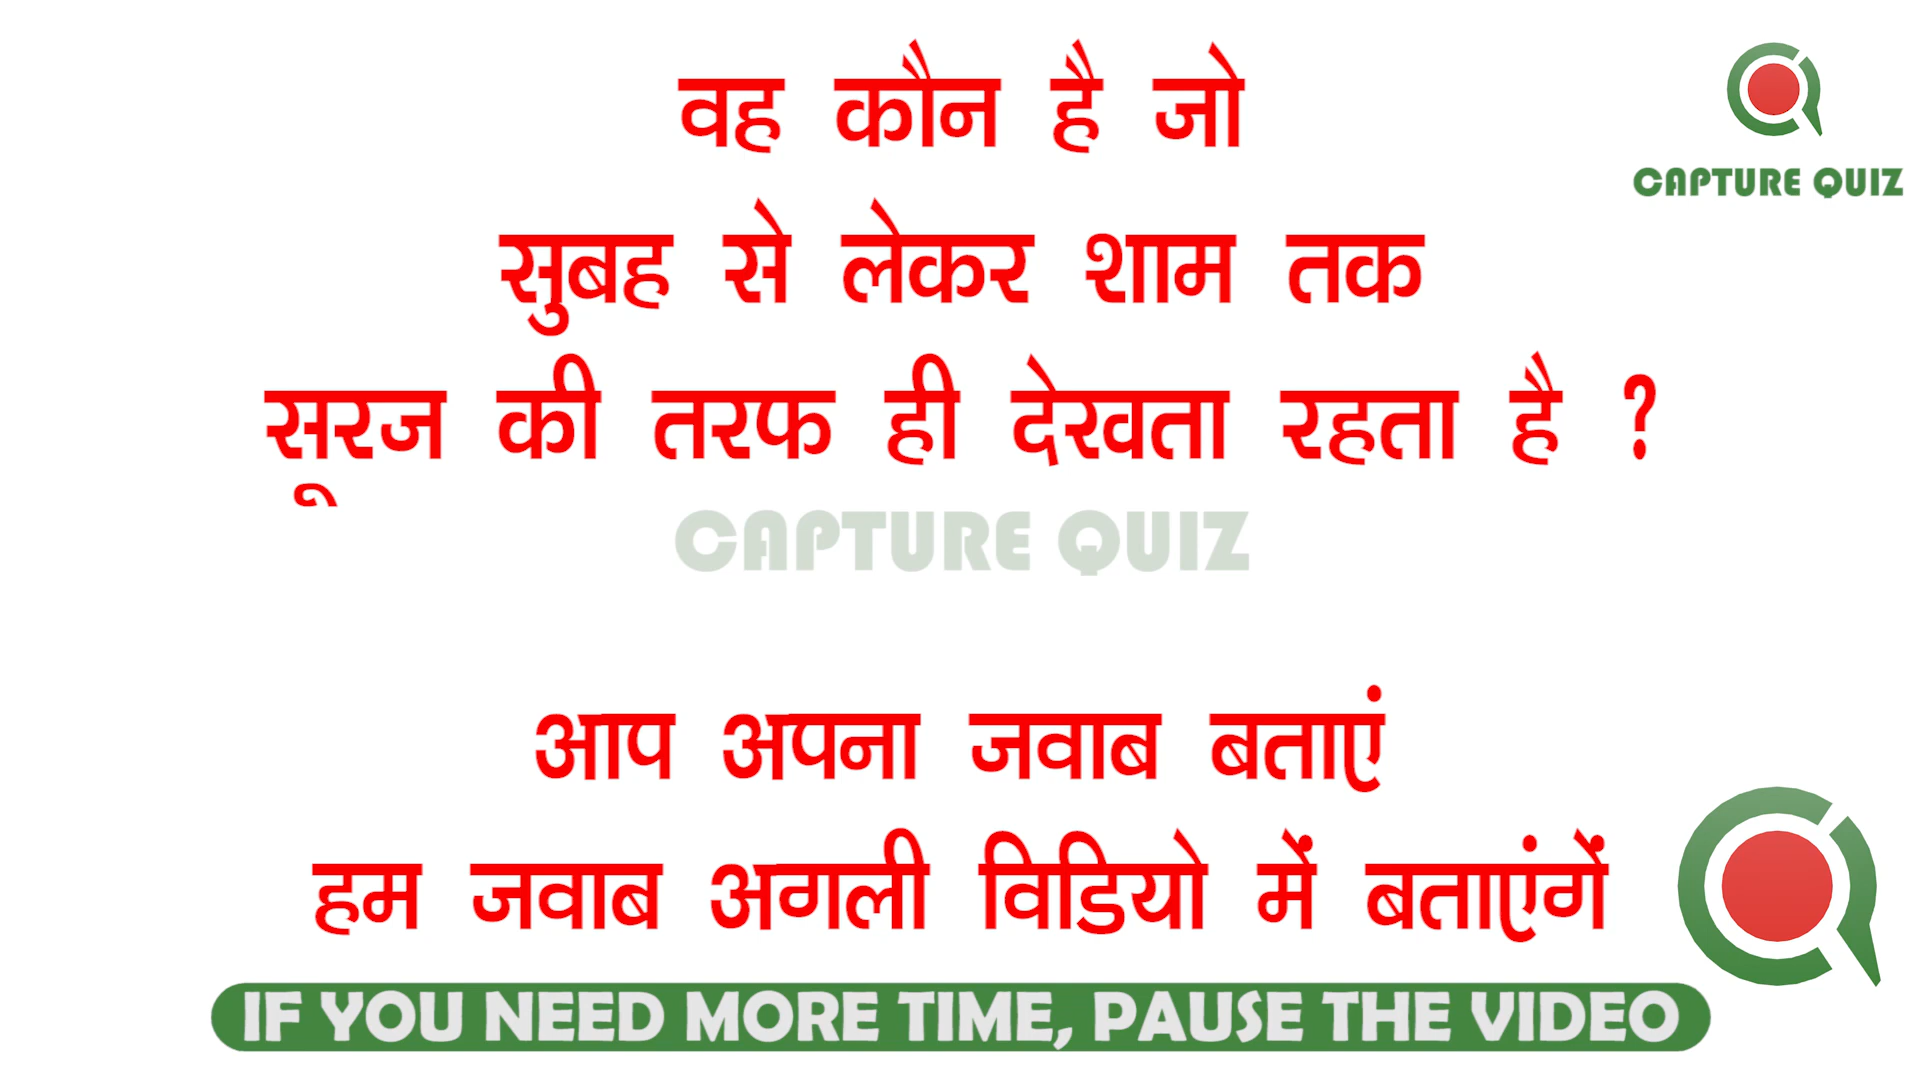 वह कौन है जो
CAPTURE QUIZ
सुबह से लेकर शाम तक
सूरज की तरफ ही देखता रहता है ?
CAPTURE QUIZ
आप अपना जवाब बताएं
हम जवाब अगली विडियो में बताएंगें
IF YOU NEED MORE TIME, PAUSE THE VIDEO